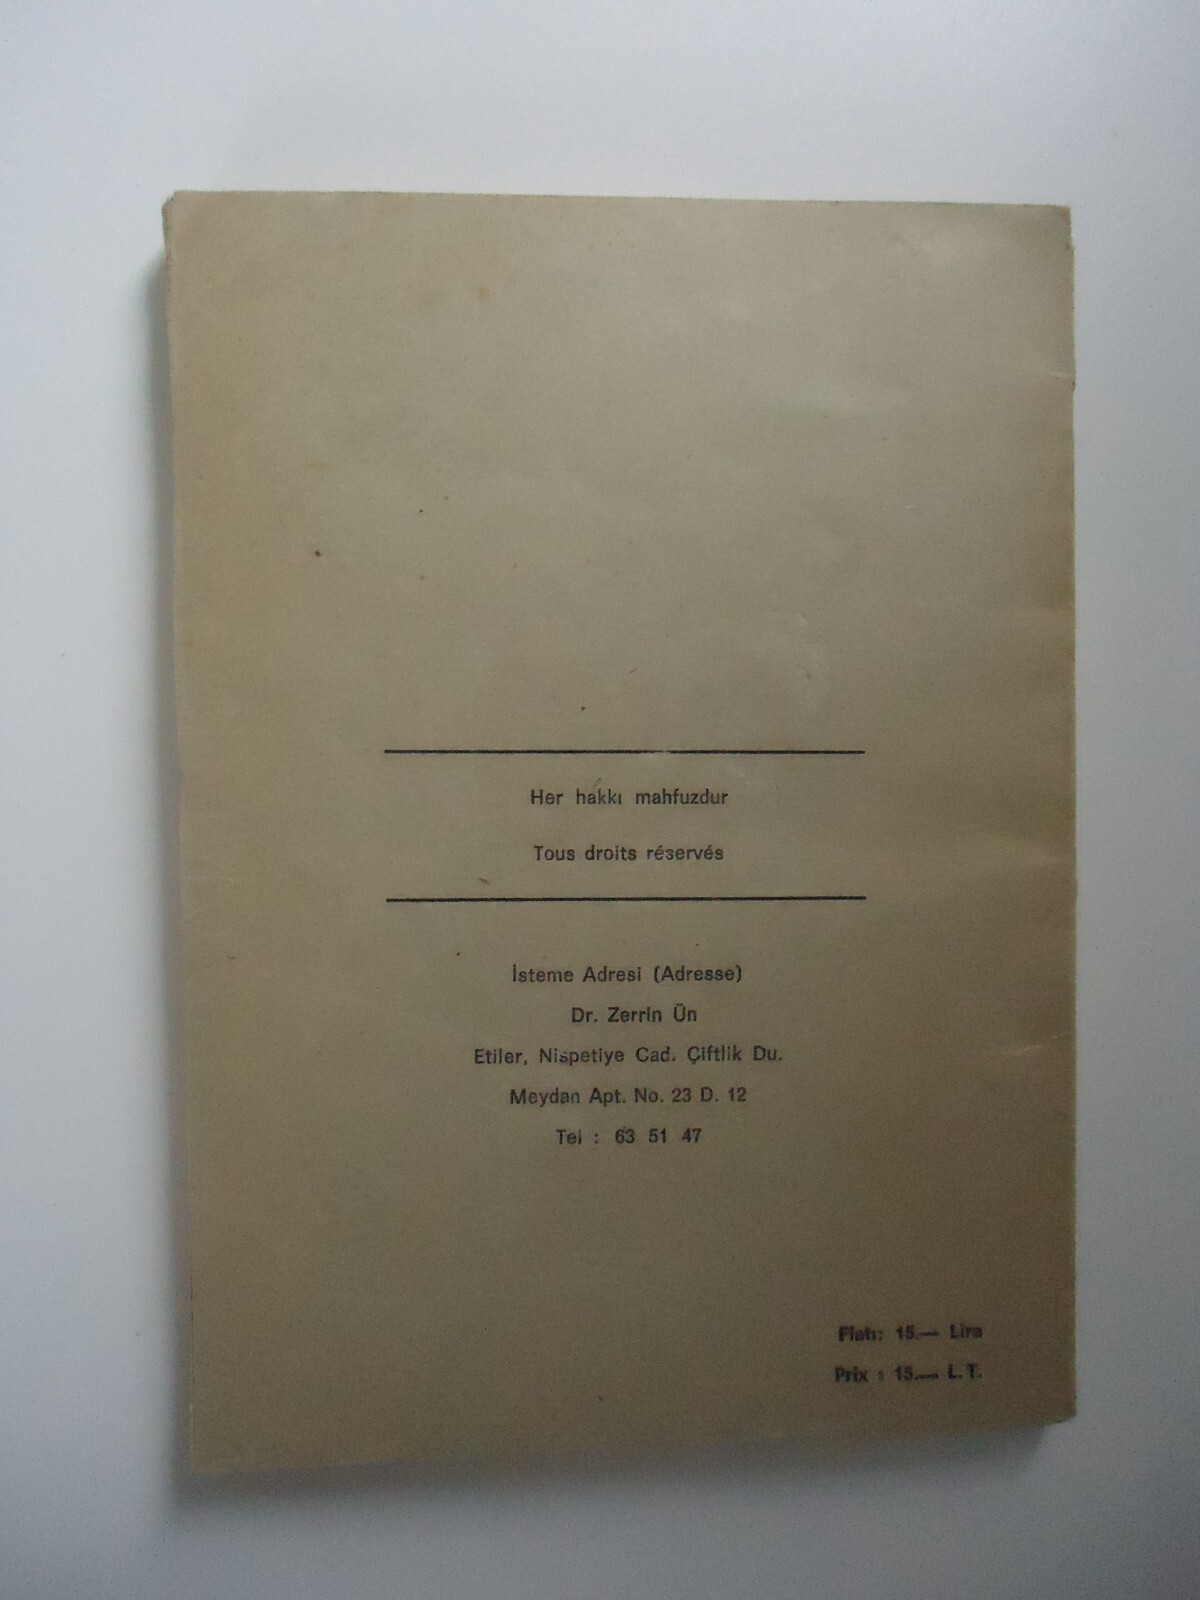 Her hakkı mahfuzdur
Tous droits réservés
İsteme Adresi (Adresse)
Dr. Zerrin Ün
Etiler, Nispetiye Cad. Çiftlik Du.
Meydan Apt. No. 23 D. 12
Tel : 63 51 47
Fiatı: 15.— Lira
Prix : 15.— L.T.